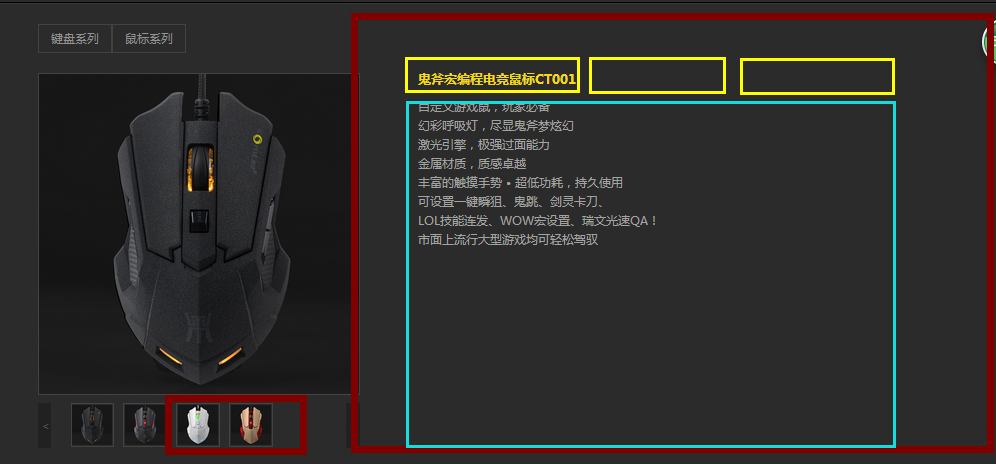 键盘系列
鼠标系列
鬼斧宏编程电竞鼠标CT001
自定义游戏鼠，玩家必备
幻彩呼吸灯，尽显鬼斧梦炫幻
激光引擎，极强过面能力
金属材质，质感卓越
丰富的触摸手势 • 超低功耗，持久使用
可设置一键瞬狙、鬼跳、剑灵卡刀、
LOL技能连发、WOW宏设置、瑞文光速QA！
市面上流行大型游戏均可轻松驾驭
<